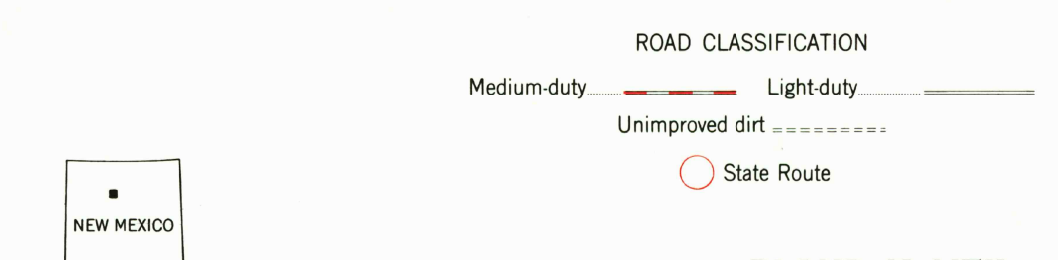 ROAD CLASSIFICATION
Medium-duty Light-duty
Unimproved dirt
State Route
NEW MEXICO